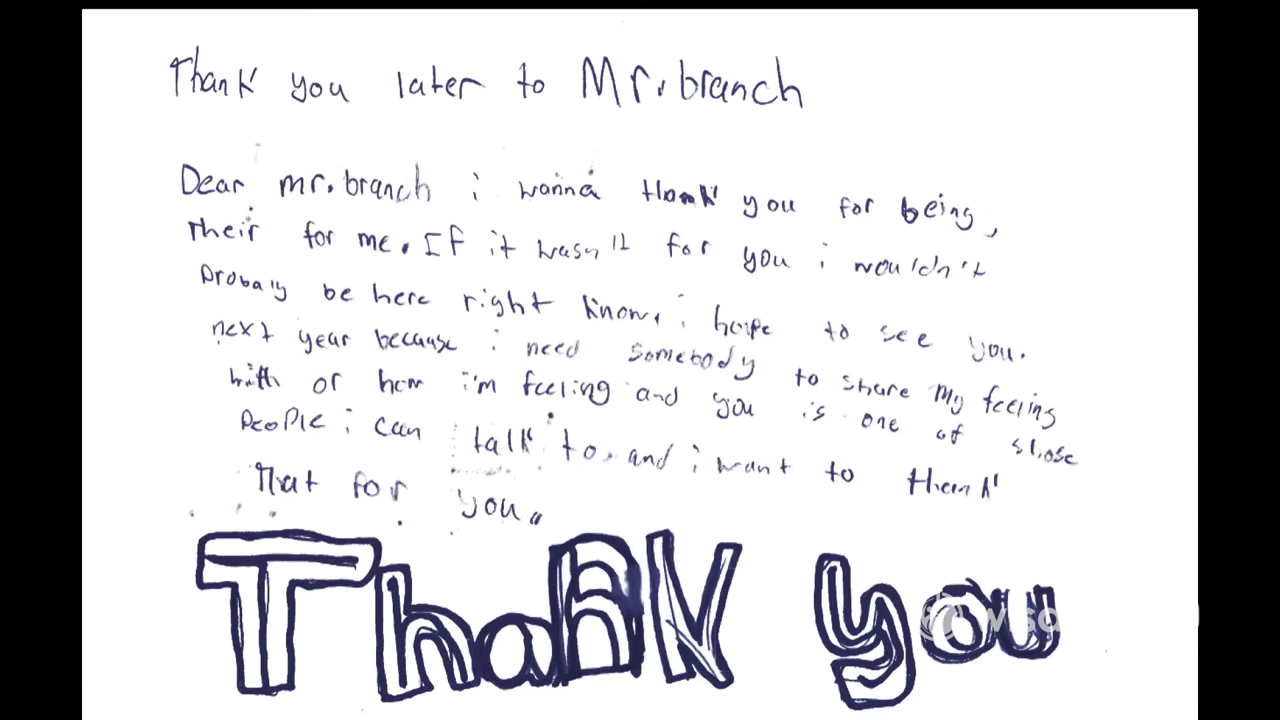 Thank you later to Mr. branch
Dear mr. branch i wanna thank you for being,
their for me. If it wasn't for you i wouldn't
probaly be here right know, i hope to see you.
next year because i need somebody to share My feeling
with or how i'm feeling and you is one of
people i can talk to. and i want to thank
that for you.
Thank you